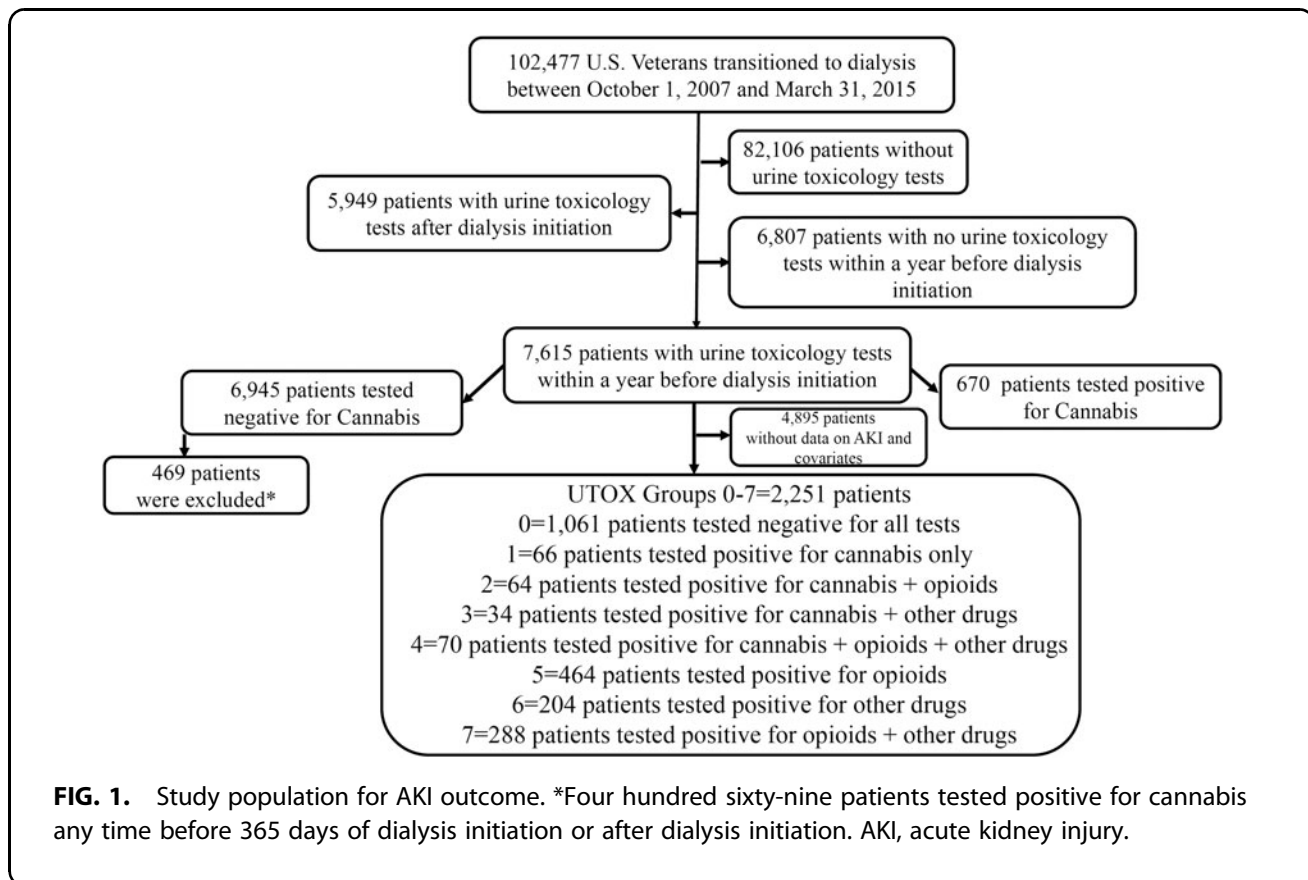 102,477 U.S. Veterans transitioned to dialysis
between October 1, 2007 and March 31, 2015
82,106 patients without
urine toxicology tests
5,949 patients with urine toxicology
tests after dialysis initiation
6,807 patients with no urine toxicology
tests within a year before dialysis
initiation
7,615 patients with urine toxicology tests
within a year before dialysis initiation
6,945 patients tested
negative for Cannabis
670 patients tested positive
for Cannabis
4,895 patients
without data on AKI and
covariates
469 patients
were excluded*
UTOX Groups 0-7=2,251 patients
0=1,061 patients tested negative for all tests
1=66 patients tested positive for cannabis only
2=64 patients tested positive for cannabis + opioids
3=34 patients tested positive for cannabis + other drugs
4=70 patients tested positive for cannabis + opioids + other drugs
5=464 patients tested positive for opioids
6=204 patients tested positive for other drugs
7=288 patients tested positive for opioids + other drugs
FIG. 1. Study population for AKI outcome. *Four hundred sixty-nine patients tested positive for cannabis
any time before 365 days of dialysis initiation or after dialysis initiation. AKI, acute kidney injury.